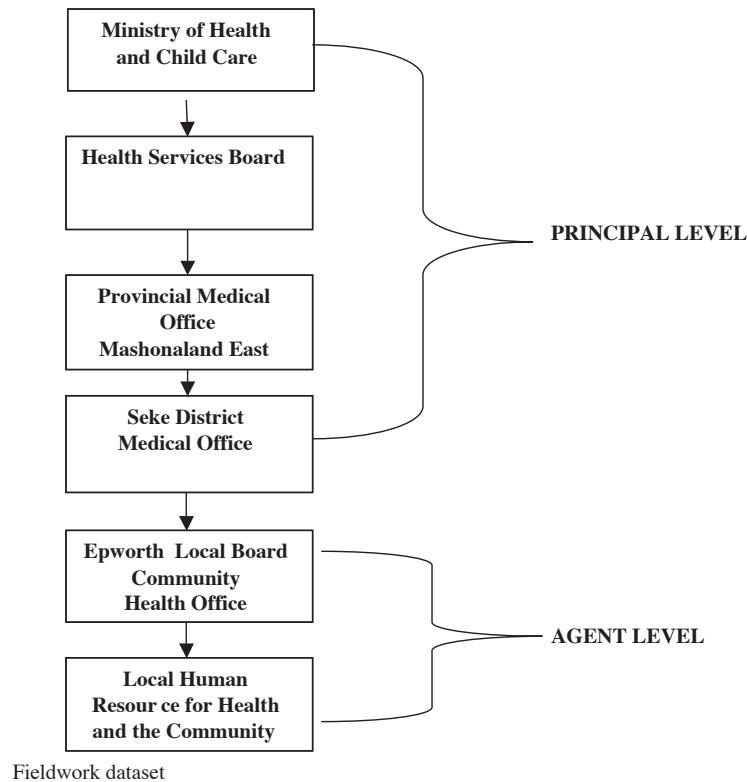 Ministry of Health
and Child Care
Health Services Board
PRINCIPAL LEVEL
Provincial Medical
Office
Mashonaland East
Seke District
Medical Office
Epworth Local Board
Community
Health Office
AGENT LEVEL
Local Human
Resour ce for Health
and the Community
Fieldwork dataset